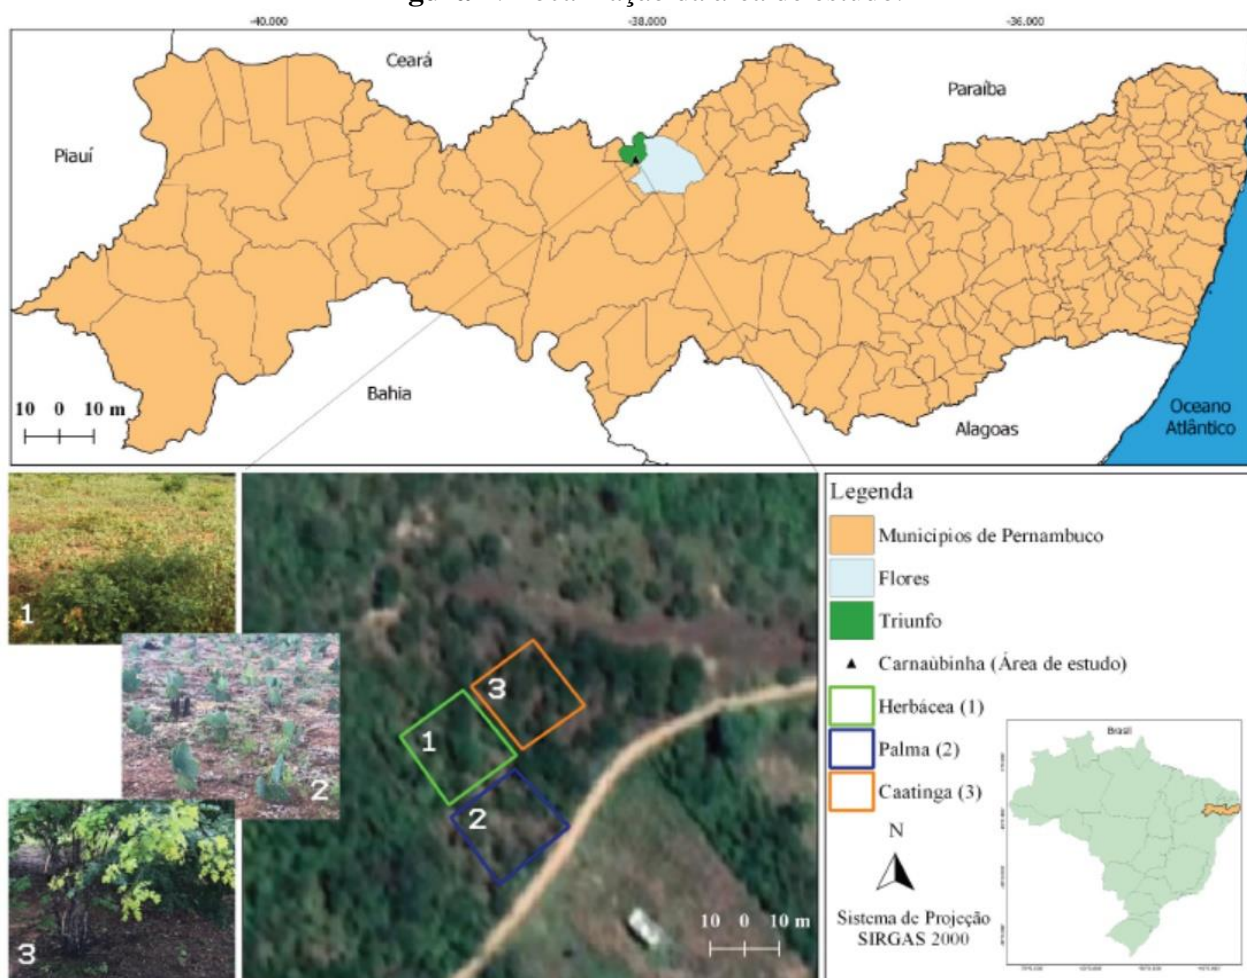 -40.000 -38.000 -36.000
Ceará
Paraíba
Piauí
Bahia
Alagoas
Oceano
Atlântico
10 0 10 m
1
2
3
1
2
3
10 0 10 m
Legenda
Municípios de Pernambuco
Flores
Triunfo
Carnaùbinha (Área de estudo)
Herbácea (1)
Palma (2)
Caatinga (3)
N
Sistema de Projeção
SIRGAS 2000
Brasil